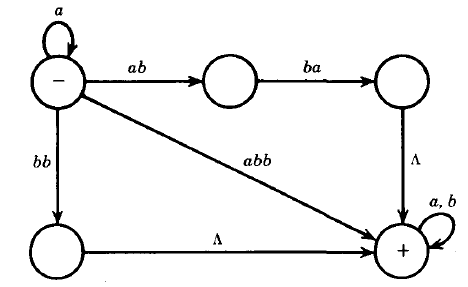 a
− ab ba
bb abb Λ
a, b
Λ +